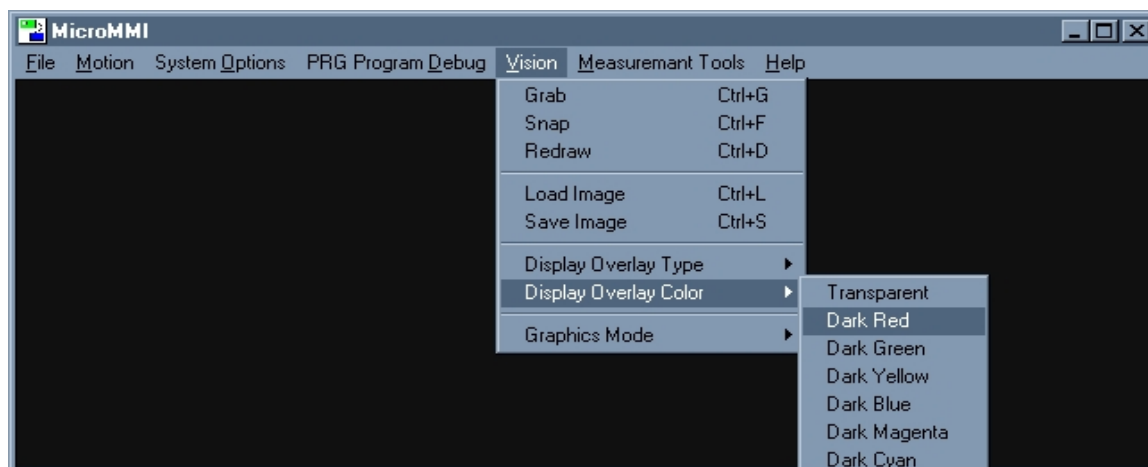 MicroMMI
File Motion System Options PRG Program Debug Vision Measuremant Tools Help
Grab Ctrl+G
Snap Ctrl+F
Redraw Ctrl+D
Load Image Ctrl+L
Save Image Ctrl+S
Display Overlay Type
Display Overlay Color
Graphics Mode
Transparent
Dark Red
Dark Green
Dark Yellow
Dark Blue
Dark Magenta
Dark Cyan